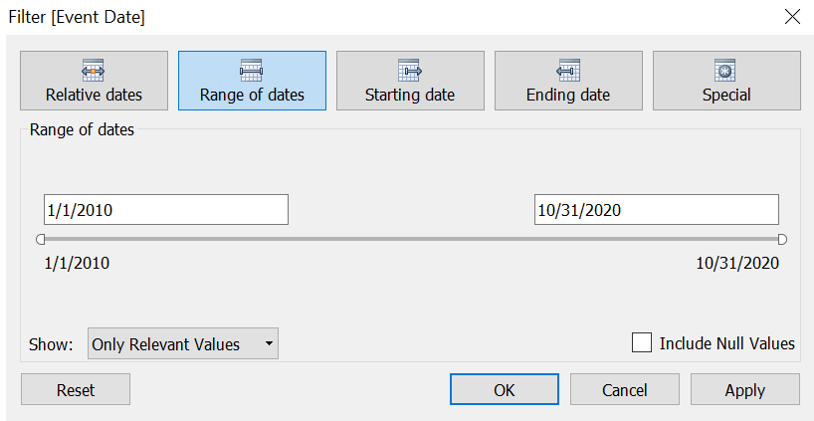 Filter [Event Date]
Relative dates
Range of dates
Starting date
Ending date
Special
Range of dates
1/1/2010
10/31/2020
1/1/2010
10/31/2020
Show:
Only Relevant Values
Include Null Values
Reset
OK
Cancel
Apply